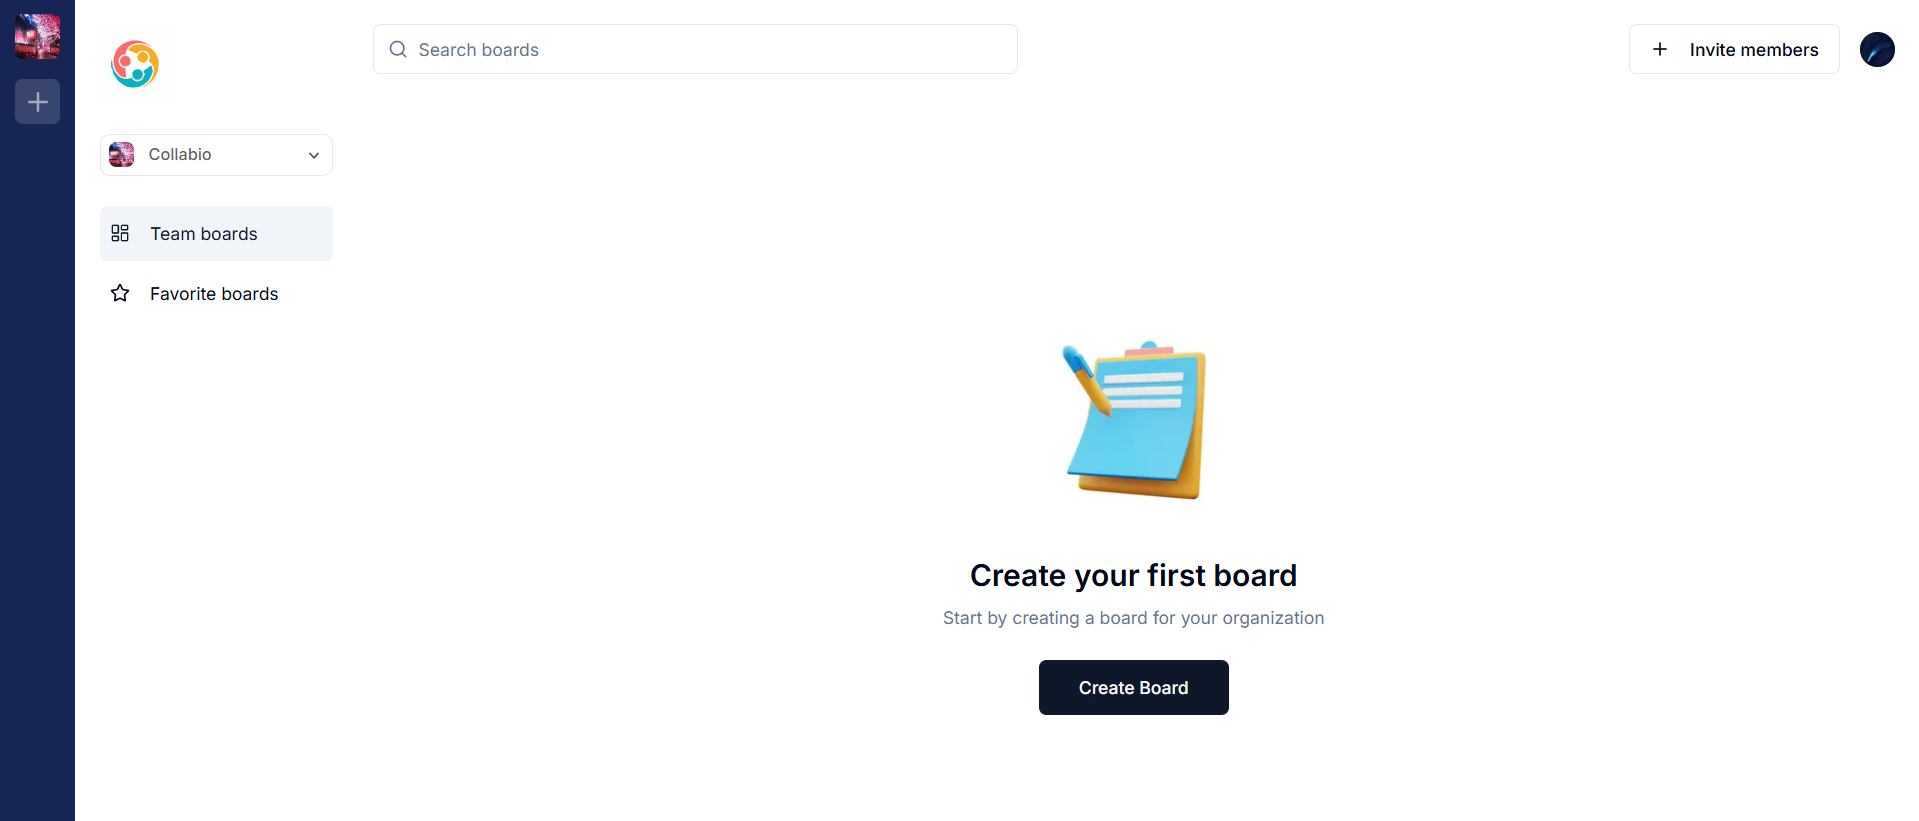 Search boards
Invite members
Collabio
Team boards
Favorite boards
Create your first board
Start by creating a board for your organization
Create Board